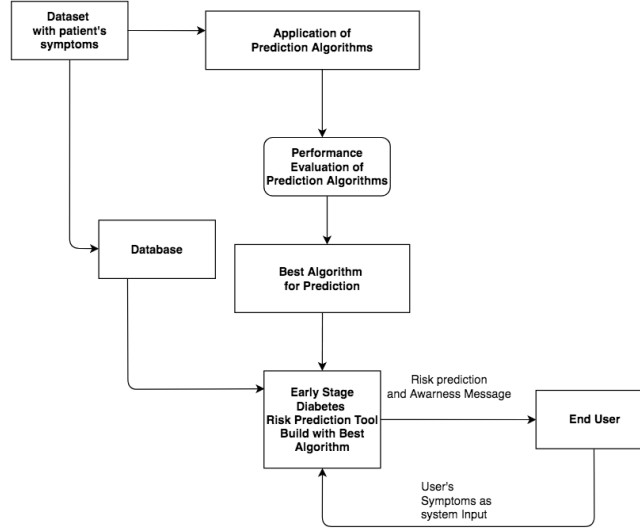 Dataset
with patient's
symptoms
Application of
Prediction Algorithms
Performance
Evaluation of
Prediction Algorithms
Database
Best Algorithm
for Prediction
Early Stage
Diabetes
Risk Prediction Tool
Build with Best
Algorithm
Risk prediction
and Awarness Message
End User
User's
Symptoms as
system Input